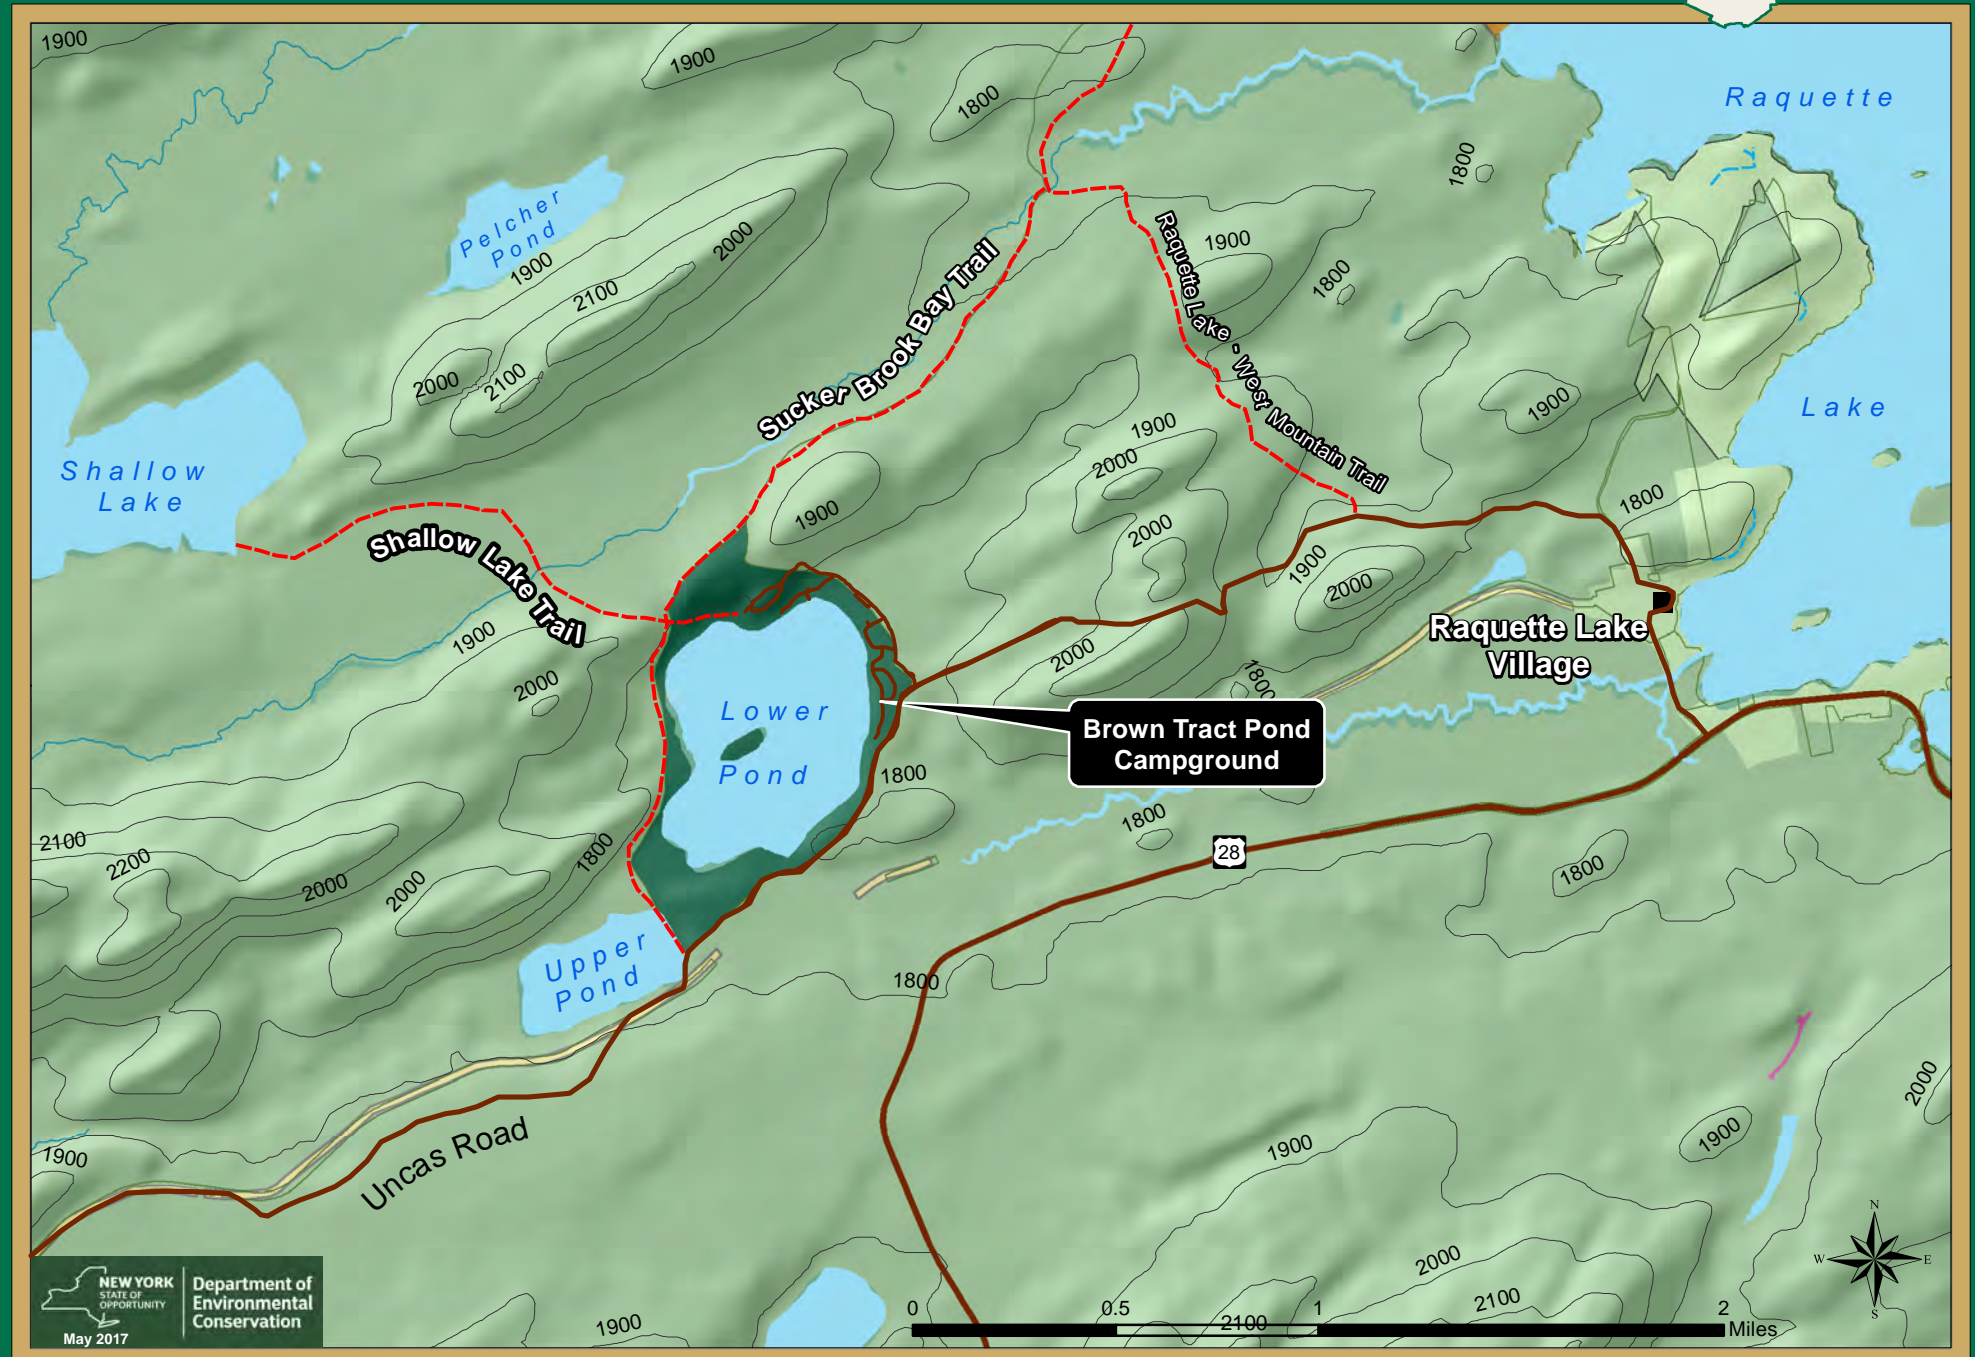 1900
1900
1800
Raquette
1800
Pelcher
Pond
1900
2100
2000
1900
1800
2000
2100
Sucker Brook Bay Trail
Raquette Lake - West Mountain Trail
Lake
1900
1900
2000
2000
1900
1800
Shallow
Lake
Shallow Lake Trail
1900
2000
1900
2000
2000
1800
Raquette Lake
Village
Lower
Pond
Brown Tract Pond
Campground
1800
1800
28
1800
2100
2200
2000
2000
1800
Upper
Pond
1800
Uncas Road
1900
1900
1900
2000
2000
2100
2100
1900
N
W
E
S
0
0.5
1
2
Miles
NEW YORK
STATE OF
OPPORTUNITY
Department of
Environmental
Conservation
May 2017